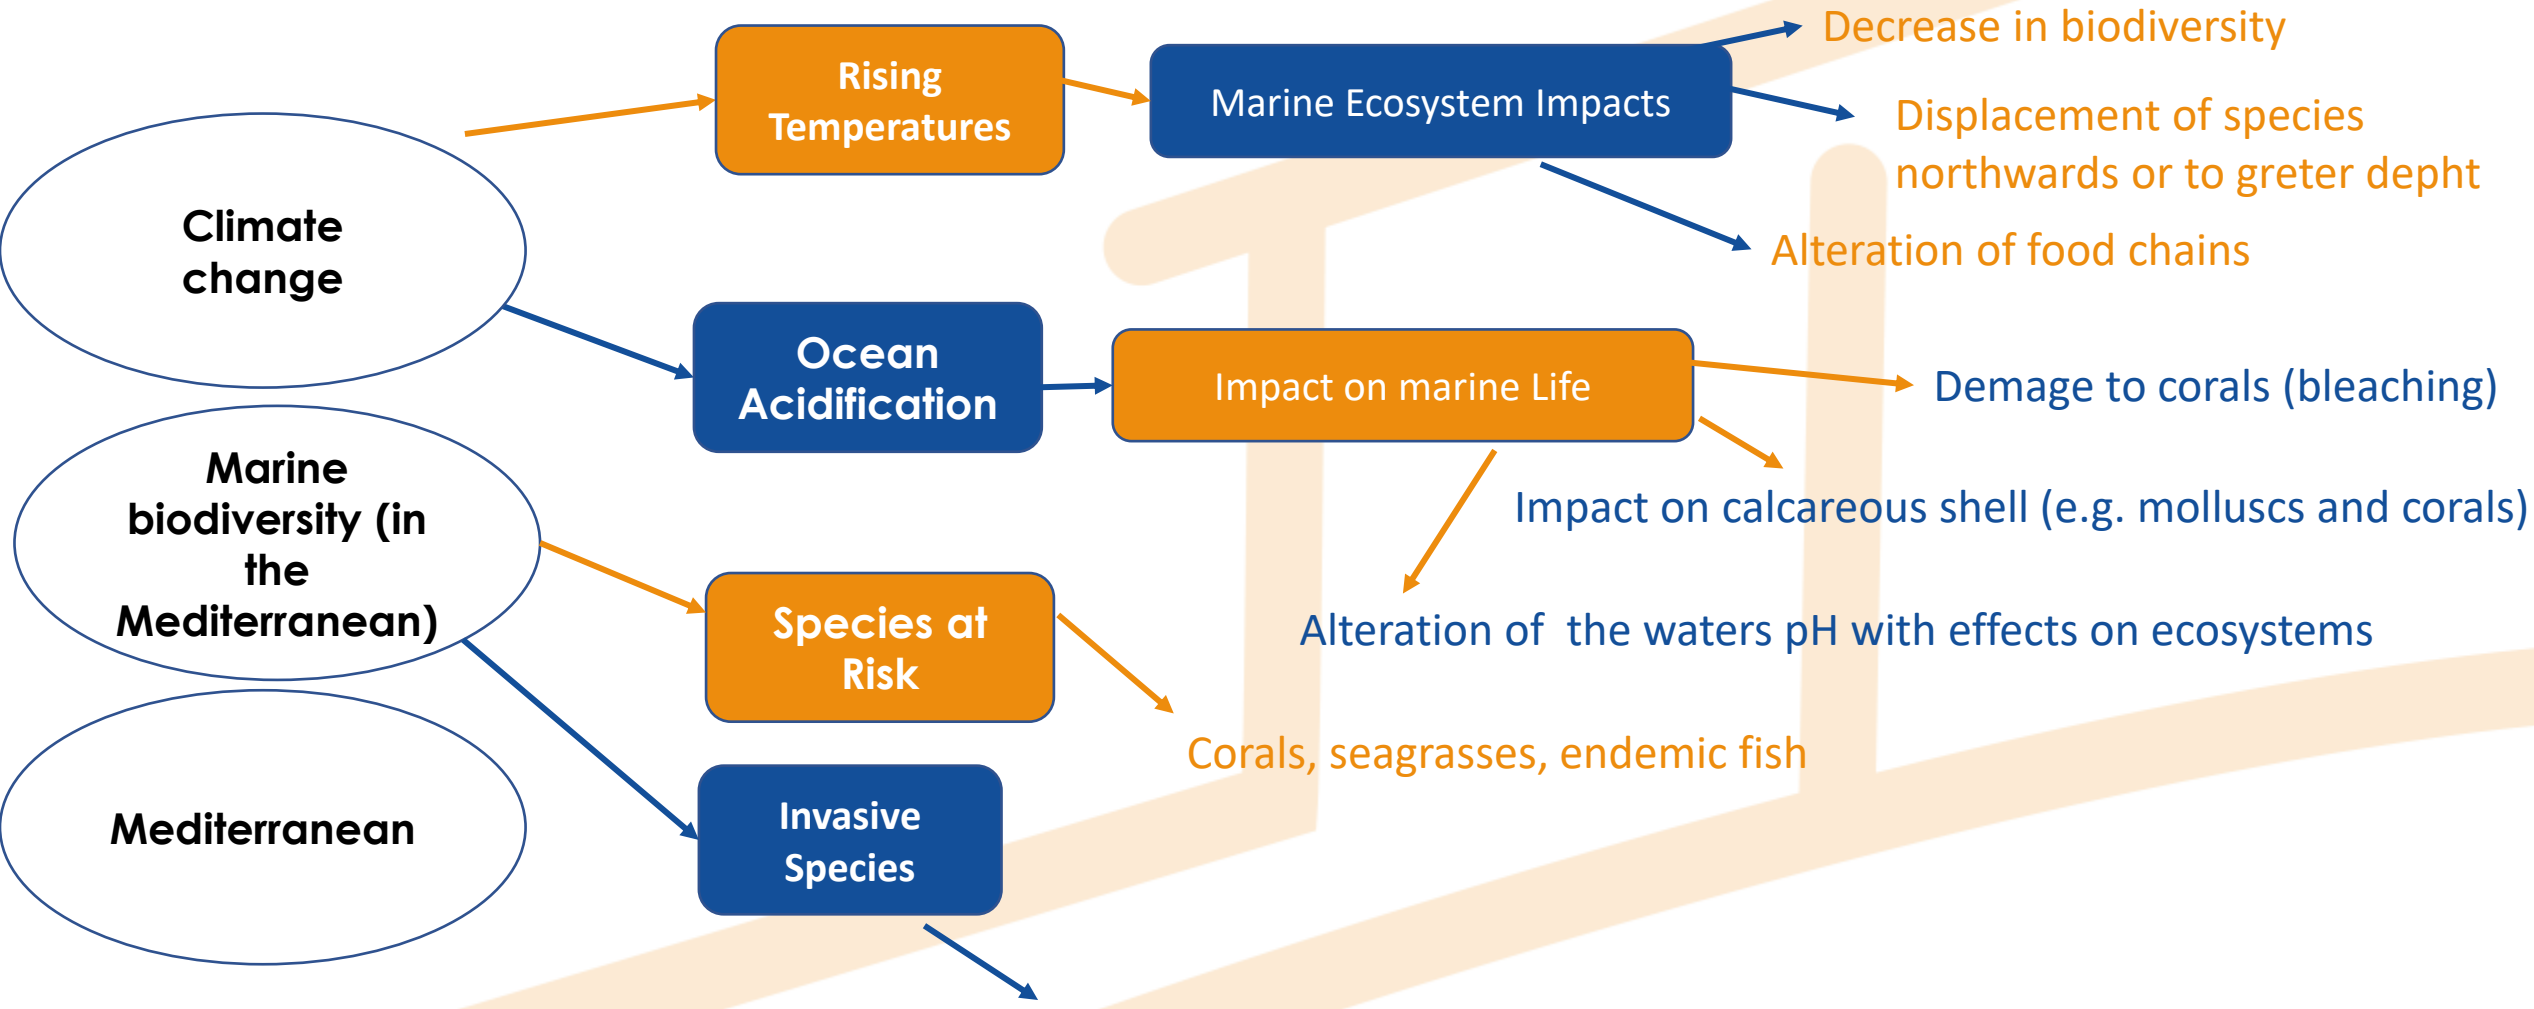 Climate
change
Rising
Temperatures
Marine Ecosystem Impacts
Decrease in biodiversity
Displacement of species
northwards or to greter depht
Alteration of food chains
Ocean
Acidification
Impact on marine Life
Demage to corals (bleaching)
Impact on calcareous shell (e.g. molluscs and corals)
Alteration of  the waters pH with effects on ecosystems
Marine
biodiversity (in
the
Mediterranean)
Species at
Risk
Corals, seagrasses, endemic fish
Invasive
Species
Mediterranean